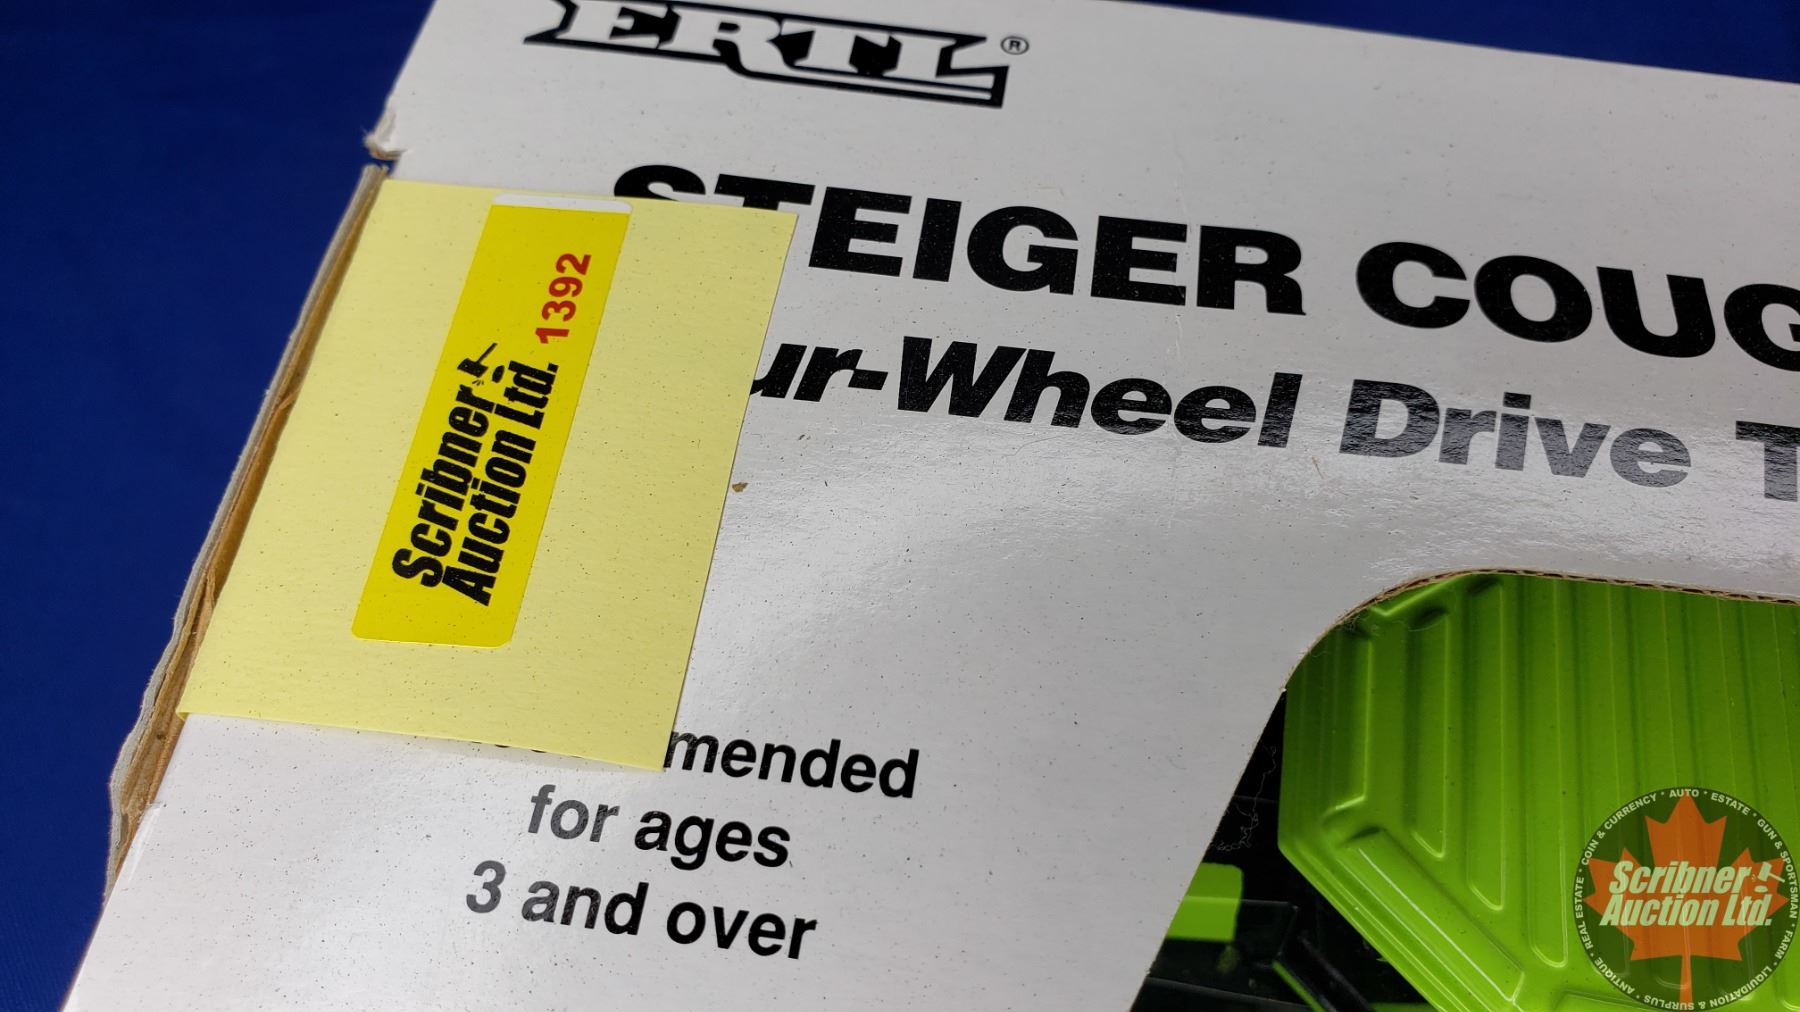 ERTL®
STEIGER COUG
ur-Wheel Drive T
Scribner
Auction Ltd. 1392
mended
for ages
3 and over
COIN & CURRENCY * AUTO * ESTATE * GUN & SPORTSMAN * FARM * LIQUIDATION & SURPLUS * ANTIQUE * REAL ESTATE *
Scribner
Auction Ltd.